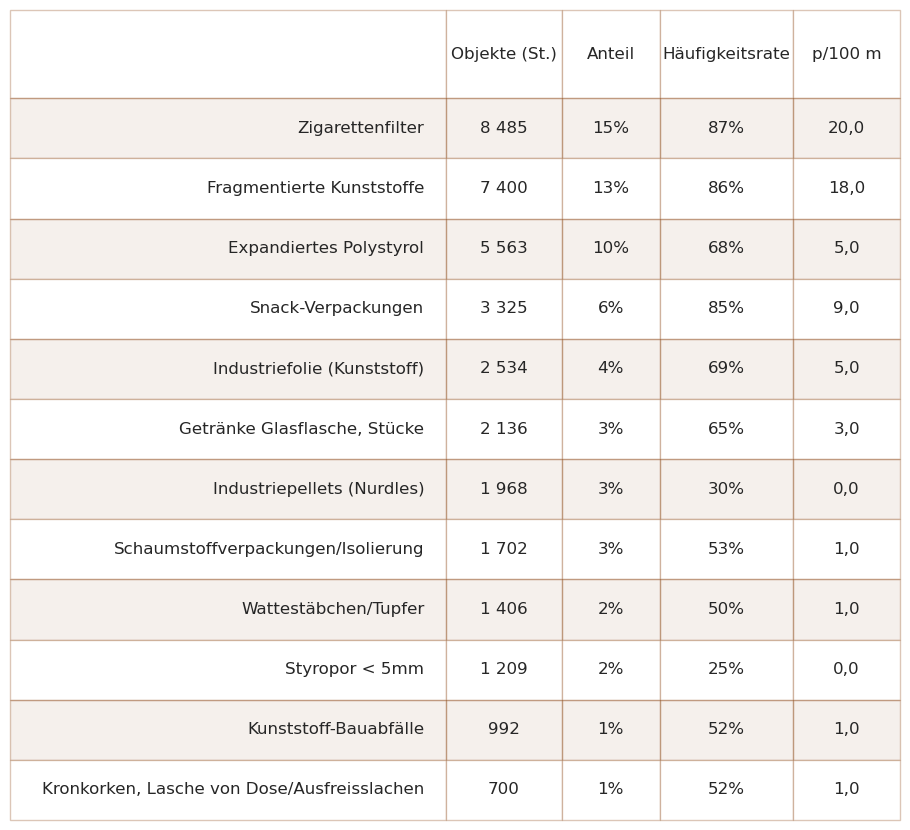 Objekte (St.) Anteil Häufigkeitsrate p/100 m
Zigarettenfilter 8 485 15% 87% 20,0
Fragmentierte Kunststoffe 7 400 13% 86% 18,0
Expandiertes Polystyrol 5 563 10% 68% 5,0
Snack-Verpackungen 3 325 6% 85% 9,0
Industriefolie (Kunststoff) 2 534 4% 69% 5,0
Getränke Glasflasche, Stücke 2 136 3% 65% 3,0
Industriepellets (Nurdles) 1 968 3% 30% 0,0
Schaumstoffverpackungen/Isolierung 1 702 3% 53% 1,0
Wattestäbchen/Tupfer 1 406 2% 50% 1,0
Styropor < 5mm 1 209 2% 25% 0,0
Kunststoff-Bauabfälle 992 1% 52% 1,0
Kronkorken, Lasche von Dose/Ausfreisslachen 700 1% 52% 1,0